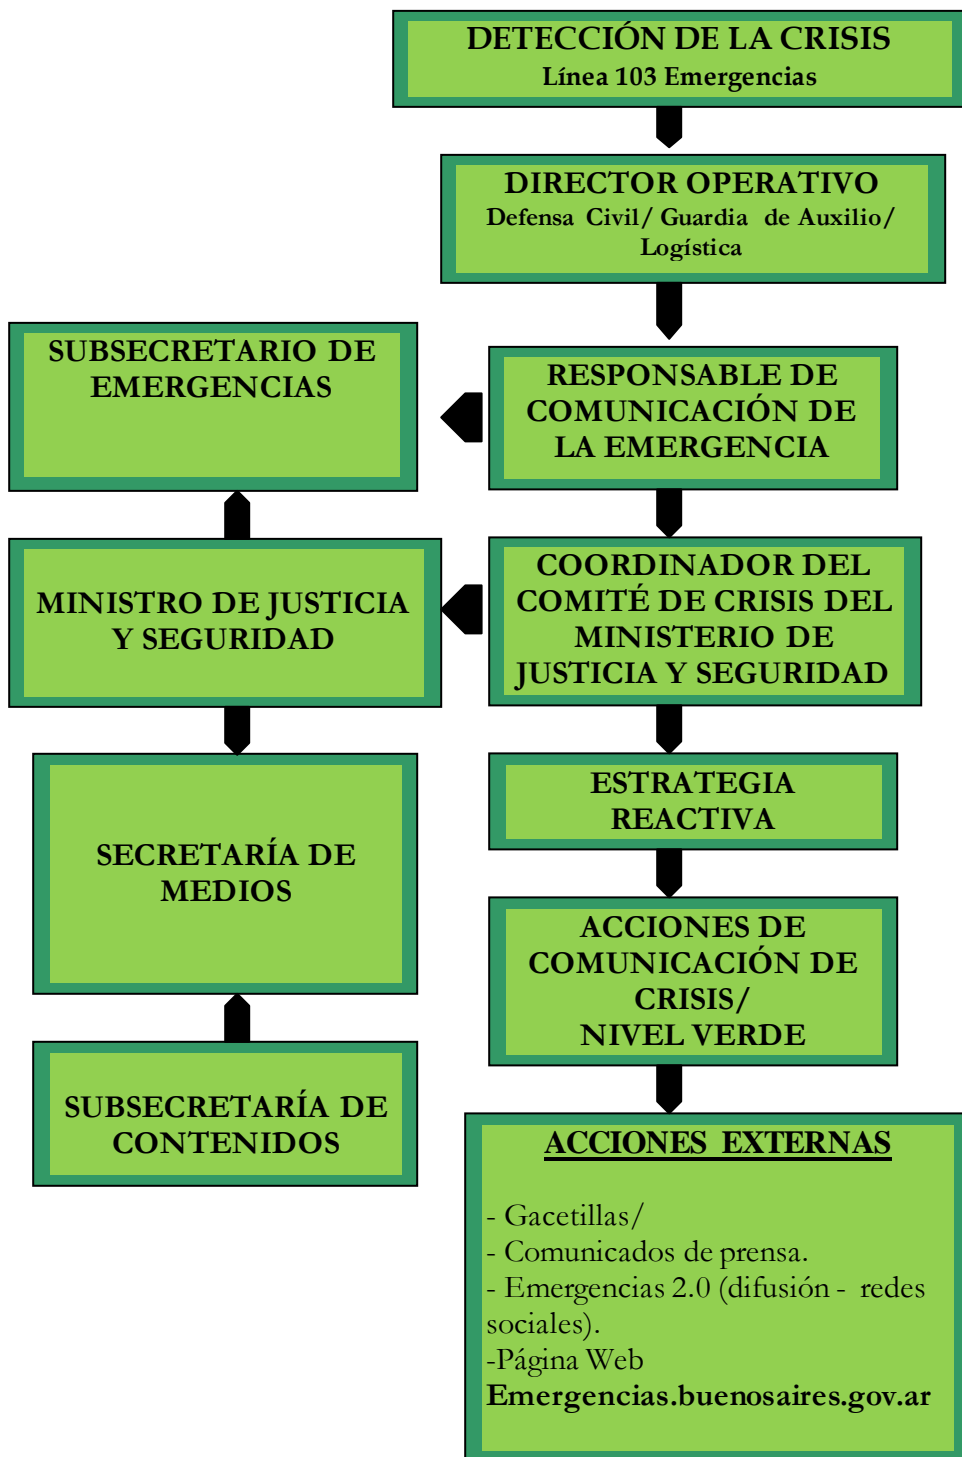 DETECCIÓN DE LA CRISIS
Línea 103 Emergencias
DIRECTOR OPERATIVO
Defensa Civil/ Guardia de Auxilio/
Logística
SUBSECRETARIO DE
EMERGENCIAS
RESPONSABLE DE
COMUNICACIÓN DE
LA EMERGENCIA
MINISTRO DE JUSTICIA
Y SEGURIDAD
COORDINADOR DEL
COMITÉ DE CRISIS DEL
MINISTERIO DE
JUSTICIA Y SEGURIDAD
SECRETARÍA DE
MEDIOS
ESTRATEGIA
REACTIVA
ACCIONES DE
COMUNICACIÓN DE
CRISIS/
NIVEL VERDE
SUBSECRETARÍA DE
CONTENIDOS
ACCIONES EXTERNAS
- Gacetillas/
- Comunicados de prensa.
- Emergencias 2.0 (difusión - redes
sociales).
-Página Web
Emergencias.buenosaires.gov.ar